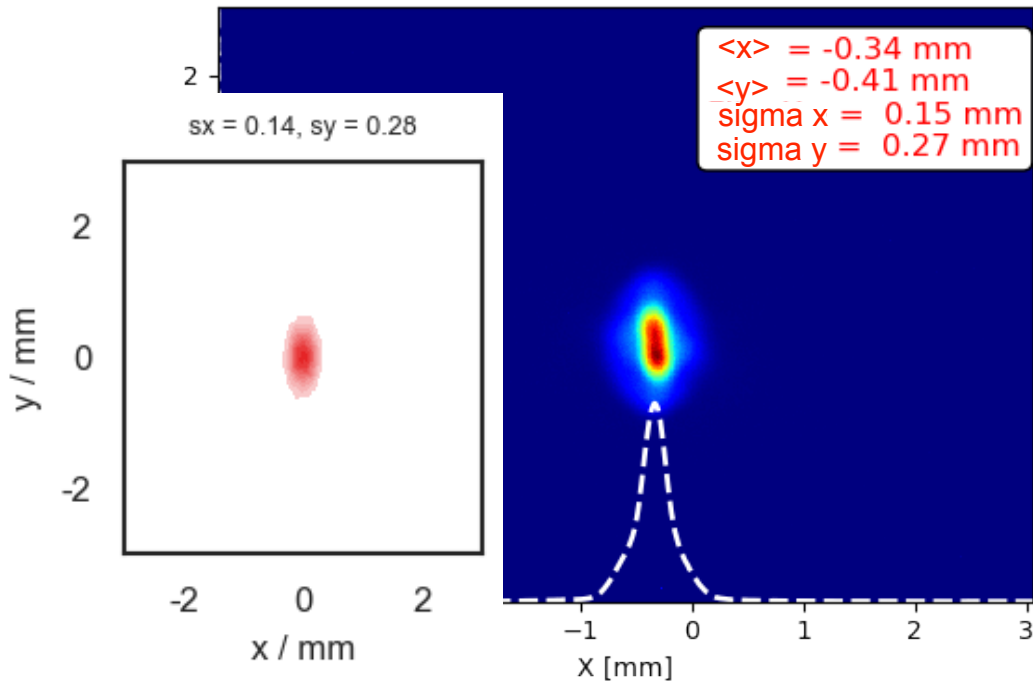 <x> = -0.34 mm
<y> = -0.41 mm
sigma x = 0.15 mm
sigma y = 0.27 mm
2
sx = 0.14, sy = 0.28
2
0
-2
y / mm
-2 0 2
x / mm
−1 0 1 2 3
X [mm]